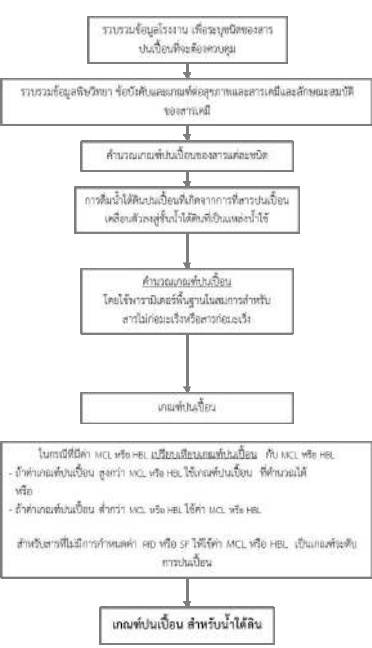 รวบรวมข้อมูลโรงงาน เพื่อระบุชนิดของสาร
ปนเปื้อนที่จะต้องควบคุม
รวบรวมข้อมูลพิษวิทยา ข้อบังคับและเกณฑ์ต่อสุขภาพและสารเคมีและลักษณะสมบัติ
ของสารเคมี
คำนวณเกณฑ์ปนเปื้อนของสารแต่ละชนิด
การดื่มน้ำใต้ดินปนเปื้อนที่เกิดจากการที่สารปนเปื้อน
เคลื่อนตัวลงสู่ชั้นน้ำใต้ดินที่เป็นแหล่งน้ำใช้
คำนวณเกณฑ์ปนเปื้อน
โดยใช้พารามิเตอร์พื้นฐานในสมการสำหรับ
สารไม่ก่อมะเร็งหรือสารก่อมะเร็ง
เกณฑ์ปนเปื้อน
ในกรณีที่มีค่า MCL หรือ HBL เปรียบเทียบเกณฑ์ปนเปื้อน กับ MCL หรือ HBL
- ถ้าค่าเกณฑ์ปนเปื้อน สูงกว่า MCL หรือ HBL ใช้เกณฑ์ปนเปื้อน ที่คำนวณได้
หรือ
- ถ้าค่าเกณฑ์ปนเปื้อน ต่ำกว่า MCL หรือ HBL ใช้ค่า MCL หรือ HBL
สำหรับสารที่ไม่มีการกำหนดค่า RfD หรือ SF ให้ใช้ค่า MCL หรือ HBL เป็นเกณฑ์ระดับ
การปนเปื้อน
เกณฑ์ปนเปื้อน สำหรับน้ำใต้ดิน